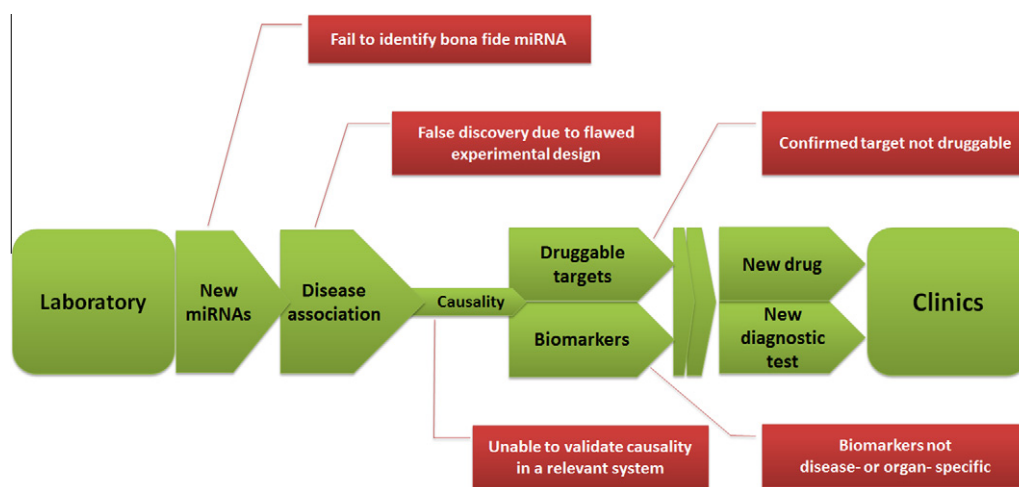 Fail to identify bona fide miRNA
False discovery due to flawed
experimental design
Confirmed target not druggable
Laboratory
New
miRNAs
Disease
association
Causality
Druggable
targets
Biomarkers
New drug
New
diagnostic
test
Clinics
Unable to validate causality
in a relevant system
Biomarkers not
disease- or organ- specific